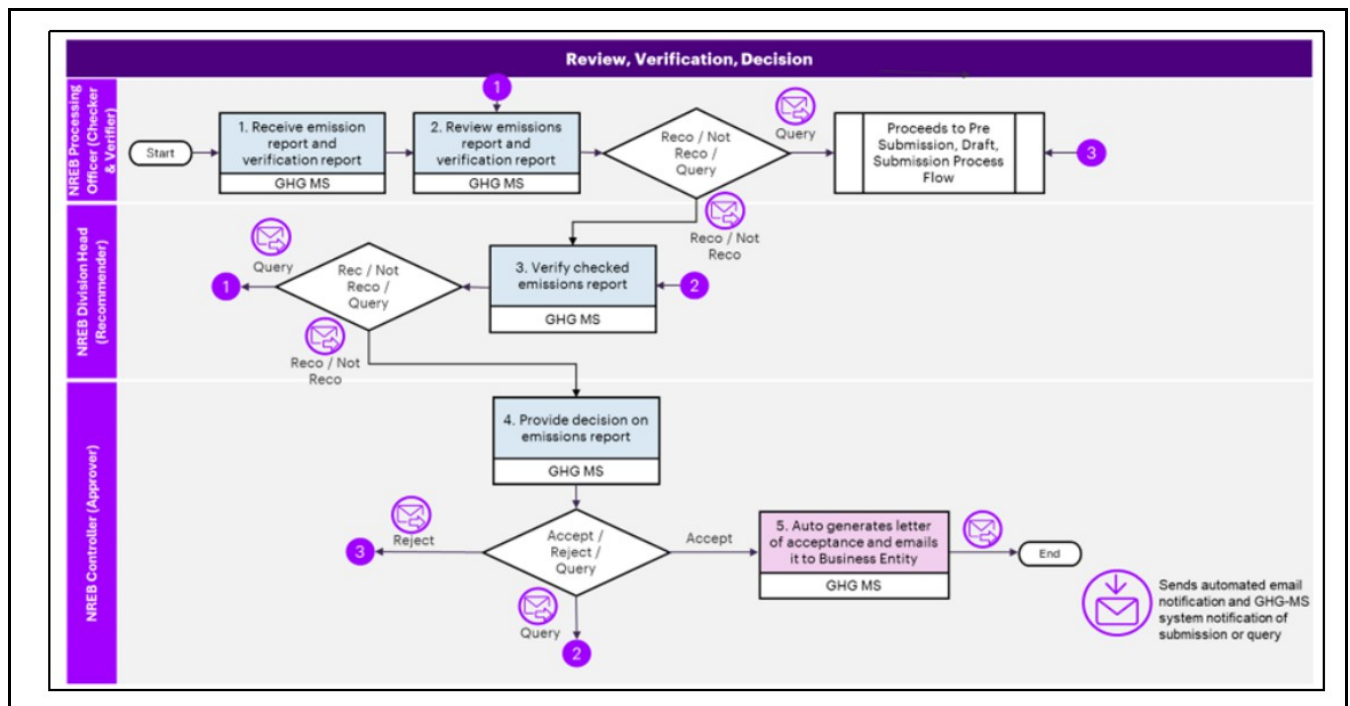 Review, Verification, Decision
NREB Processing
Officer (Checker
& Verifier)
Start
1. Receive emission
report and
verification report
GHG MS
1
2. Review emissions
report and
verification report
GHG MS
Reco / Not
Reco /
Query
Query
Proceeds to Pre
Submission, Draft,
Submission Process
Flow
3
Reco / Not
Reco
NREB Division Head
(Recommender)
Query
1
Rec / Not
Reco /
Query
3. Verify checked
emissions report
GHG MS
2
Reco / Not
Reco
NREB Controller (Approver)
4. Provide decision on
emissions report
GHG MS
Reject
3
Accept /
Reject /
Query
Accept
5. Auto generates letter
of acceptance and emails
it to Business Entity
GHG MS
End
Query
2
Sends automated email
notification and GHG-MS
system notification of
submission or query